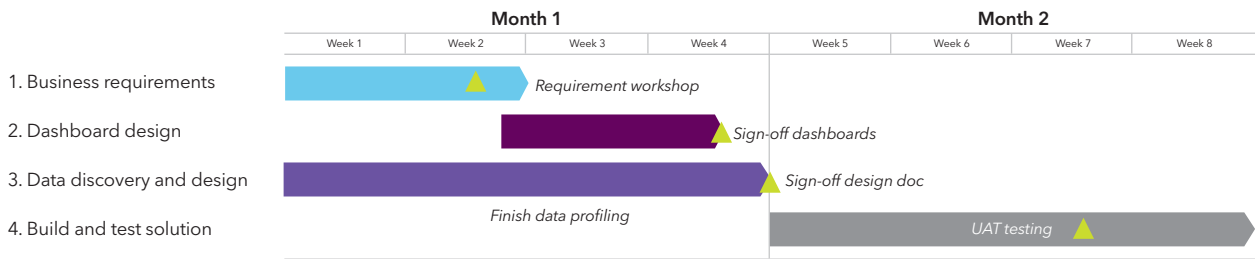 Month 1 Month 2
Week 1 Week 2 Week 3 Week 4 Week 5 Week 6 Week 7 Week 8
1. Business requirements Requirement workshop
2. Dashboard design Sign-off dashboards
3. Data discovery and design Sign-off design doc
Finish data profiling
4. Build and test solution UAT testing